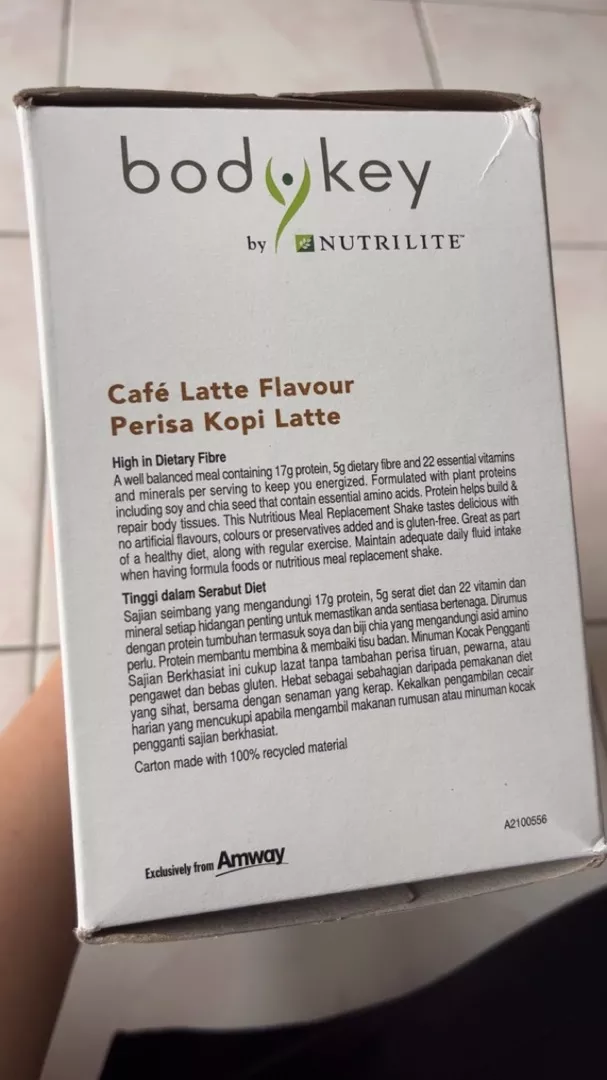 bodykey
by NUTRILITE™
Café Latte Flavour
Perisa Kopi Latte
High in Dietary Fibre
A well balanced meal containing 17g protein, 5g dietary fibre and 22 essential vitamins
and minerals per serving to keep you energized. Formulated with plant proteins
including soy and chia seed that contain essential amino acids. Protein helps build &
repair body tissues. This Nutritious Meal Replacement Shake tastes delicious with
no artificial flavours, colours or preservatives added and is gluten-free. Great as part
of a healthy diet, along with regular exercise. Maintain adequate daily fluid intake
when having formula foods or nutritious meal replacement shake.
Tinggi dalam Serabut Diet
Sajian seimbang yang mengandungi 17g protein, 5g serat diet dan 22 vitamin dan
mineral setiap hidangan penting untuk memastikan anda sentiasa bertenaga. Dirumus
dengan protein tumbuhan termasuk soya dan biji chia yang mengandungi asid amino
perlu. Protein membantu membina & membaiki tisu badan. Minuman Kocak Pengganti
Sajian Berkhasiat ini cukup lazat tanpa tambahan perisa tiruan, pewarna, atau
pengawet dan bebas gluten. Hebat sebagai sebahagian daripada pemakanan diet
yang sihat, bersama dengan senaman yang kerap. Kekalkan pengambilan cecair
harian yang mencukupi apabila mengambil makanan rumusan atau minuman kocak
pengganti sajian berkhasiat.
Carton made with 100% recycled material
A2100556
Exclusively from Amway